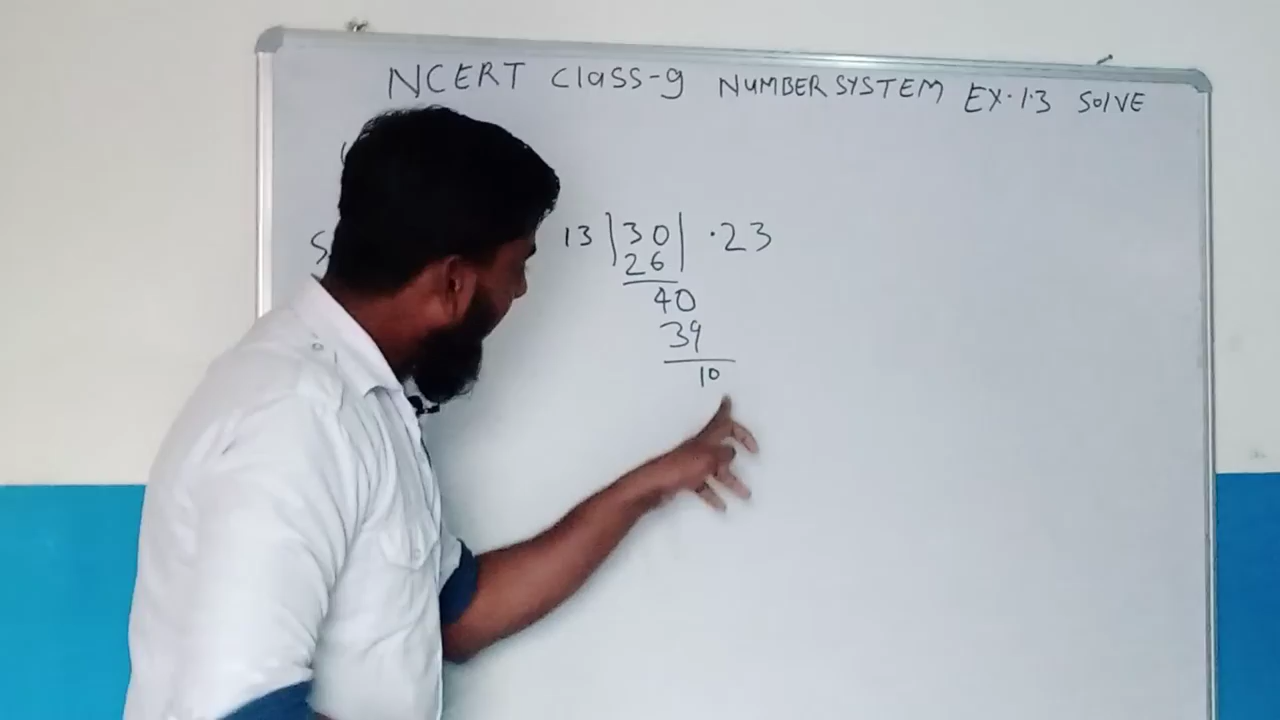 NCERT Class-9 NUMBER SYSTEM EX.1.3 SOLVE
(
S
13 | 30 | .23
26
40
39
10